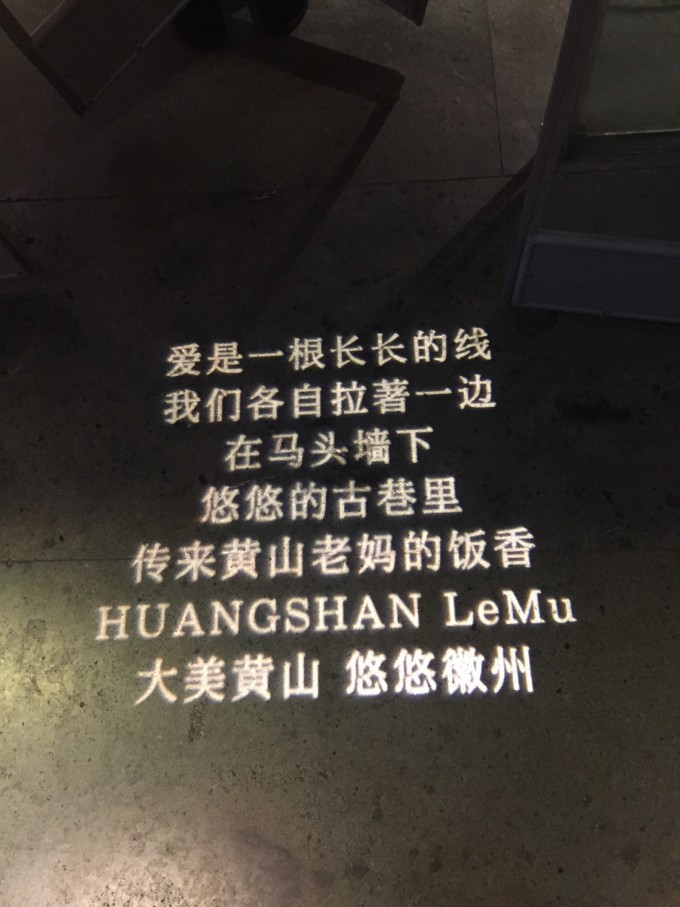 爱是一根长长的线
我们各自拉著一边
在马头墙下
悠悠的古巷里
传来黄山老妈的饭香
HUANGSHAN LeMu
大美黄山 悠悠徽州